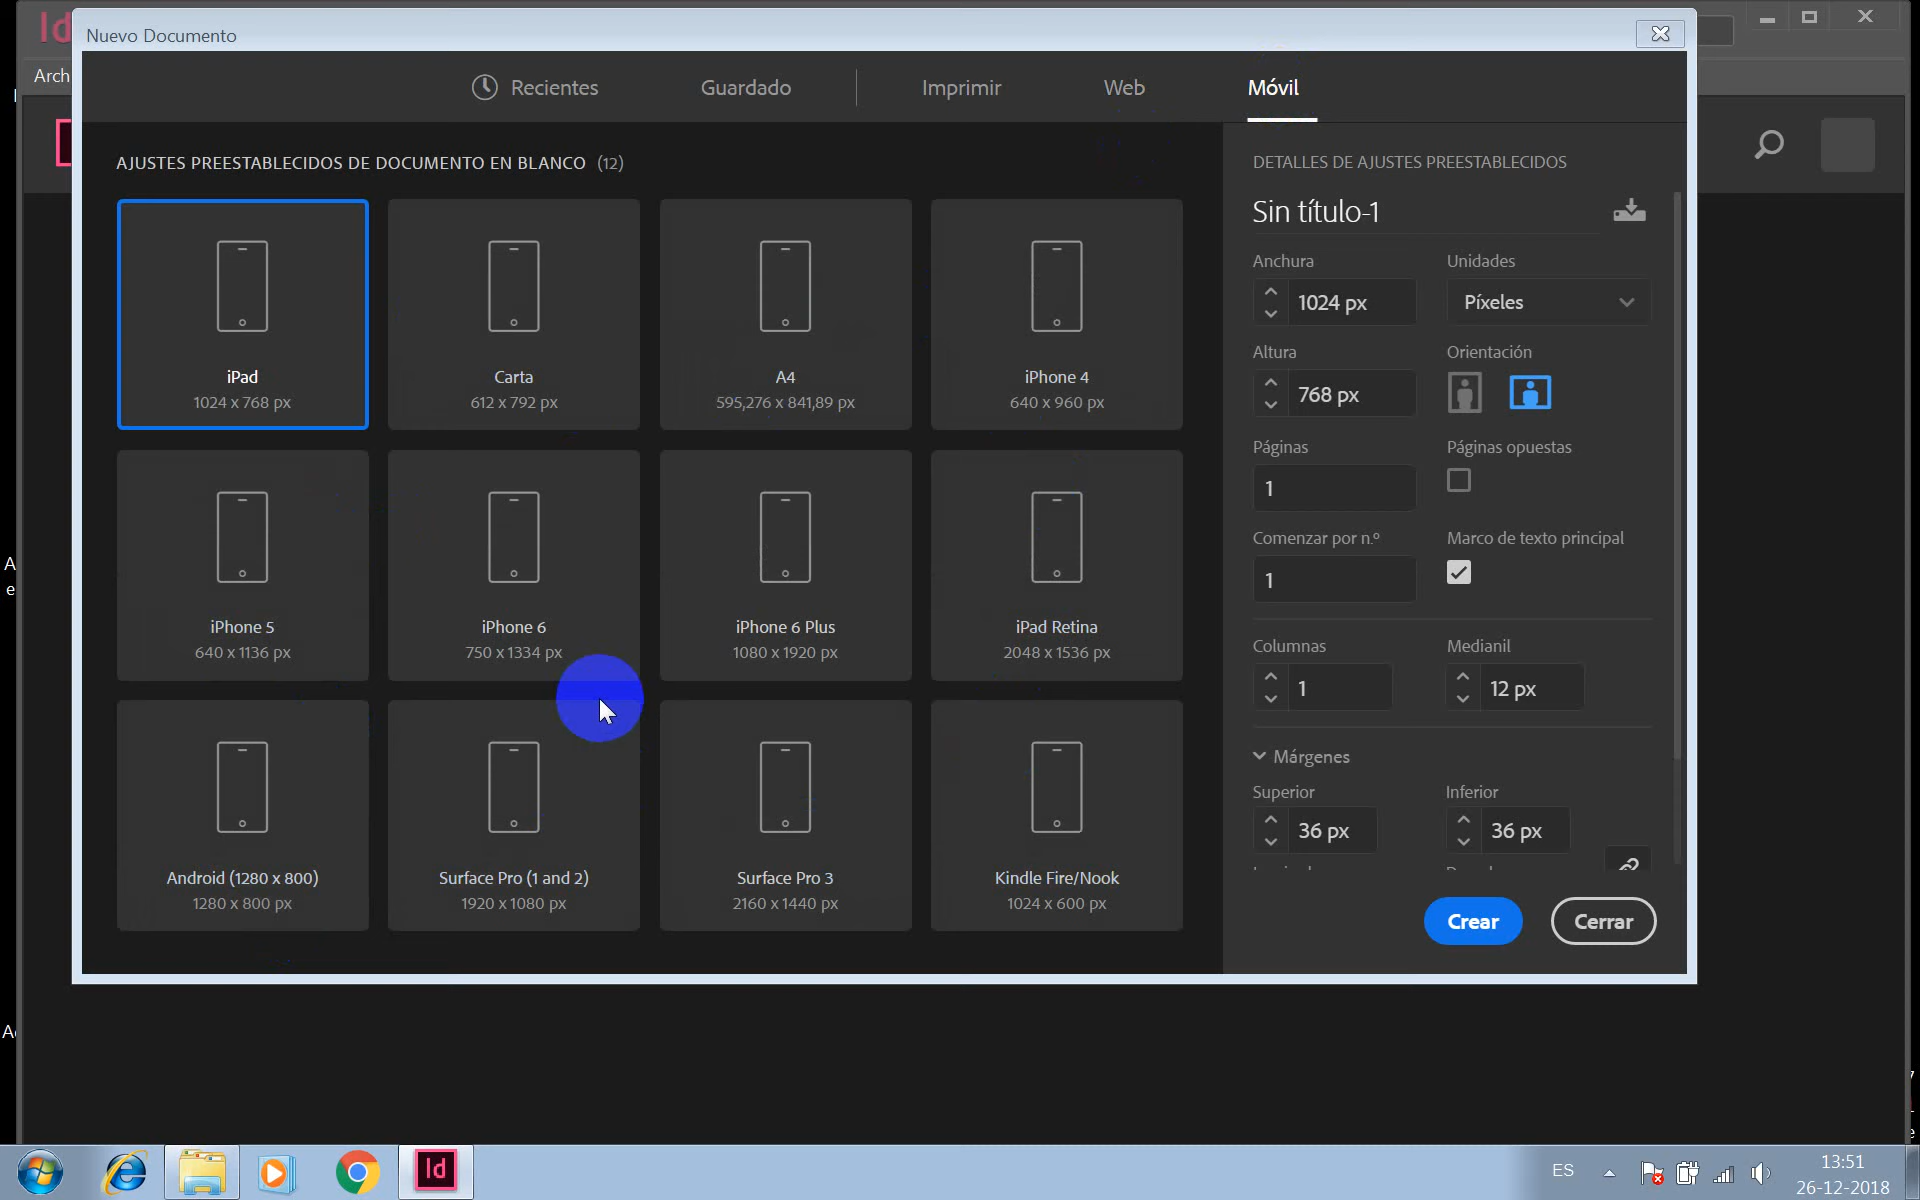 Id
Nuevo Documento
Arch
Recientes
Guardado
Imprimir
Web
Móvil
AJUSTES PREESTABLECIDOS DE DOCUMENTO EN BLANCO (12)
iPad
1024 x 768 px
Carta
612 x 792 px
A4
595,276 x 841,89 px
iPhone 4
640 x 960 px
iPhone 5
640 x 1136 px
iPhone 6
750 x 1334 px
iPhone 6 Plus
1080 x 1920 px
iPad Retina
2048 x 1536 px
Android (1280 x 800)
1280 x 800 px
Surface Pro (1 and 2)
1920 x 1080 px
Surface Pro 3
2160 x 1440 px
Kindle Fire/Nook
1024 x 600 px
DETALLES DE AJUSTES PREESTABLECIDOS
Sin título-1
Anchura
Unidades
1024 px
Píxeles
Altura
Orientación
768 px
Páginas
Páginas opuestas
1
Comenzar por n.º
Marco de texto principal
1
Columnas
Medianil
1
12 px
Márgenes
Superior
Inferior
36 px
36 px
Crear
Cerrar
A
e
A
Id
ES
13:51
26-12-2018